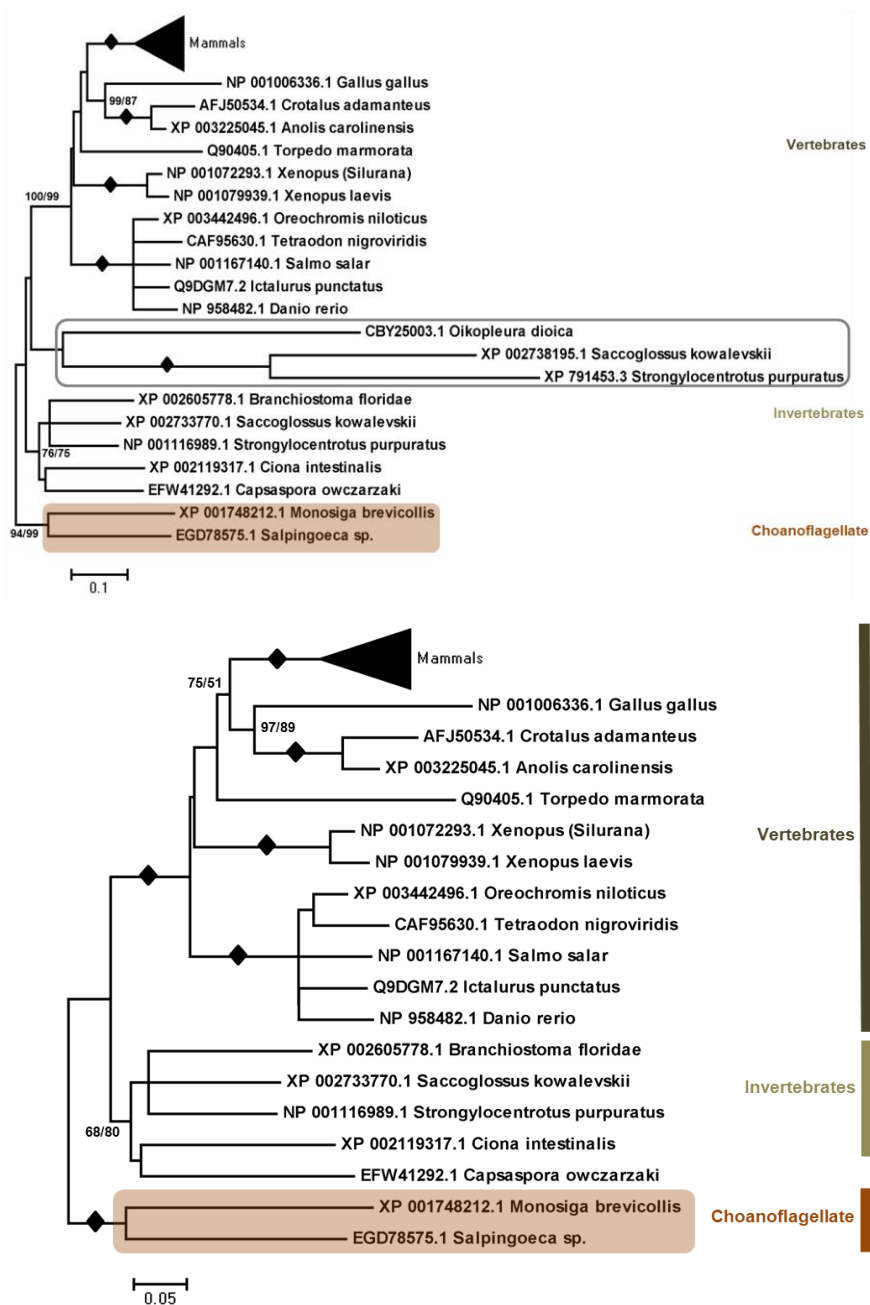 Mammals
NP 001006336.1 Gallus gallus
99/87
AFJ50534.1 Crotalus adamanteus
XP 003225045.1 Anolis carolinensis
Vertebrates
Q90405.1 Torpedo marmorata
NP 001072293.1 Xenopus (Silurana)
100/99
NP 001079939.1 Xenopus laevis
XP 003442496.1 Oreochromis niloticus
CAF95630.1 Tetraodon nigroviridis
NP 001167140.1 Salmo salar
Q9DGM7.2 Ictalurus punctatus
NP 958482.1 Danio rerio
CBY25003.1 Oikopleura dioica
XP 002738195.1 Saccoglossus kowalevskii
XP 791453.3 Strongylocentrotus purpuratus
XP 002605778.1 Branchiostoma floridae
Invertebrates
XP 002733770.1 Saccoglossus kowalevskii
NP 001116989.1 Strongylocentrotus purpuratus
76/75
XP 002119317.1 Ciona intestinalis
EFW41292.1 Capsaspora owczarzaki
XP 001748212.1 Monosiga brevicollis
94/99
EGD78575.1 Salpingoeca sp.
Choanoflagellate
0.1
Mammals
75/51
NP 001006336.1 Gallus gallus
97/89
AFJ50534.1 Crotalus adamanteus
XP 003225045.1 Anolis carolinensis
Q90405.1 Torpedo marmorata
NP 001072293.1 Xenopus (Silurana)
Vertebrates
NP 001079939.1 Xenopus laevis
XP 003442496.1 Oreochromis niloticus
CAF95630.1 Tetraodon nigroviridis
NP 001167140.1 Salmo salar
Q9DGM7.2 Ictalurus punctatus
NP 958482.1 Danio rerio
XP 002605778.1 Branchiostoma floridae
XP 002733770.1 Saccoglossus kowalevskii
Invertebrates
NP 001116989.1 Strongylocentrotus purpuratus
68/80
XP 002119317.1 Ciona intestinalis
EFW41292.1 Capsaspora owczarzaki
XP 001748212.1 Monosiga brevicollis
Choanoflagellate
EGD78575.1 Salpingoeca sp.
0.05